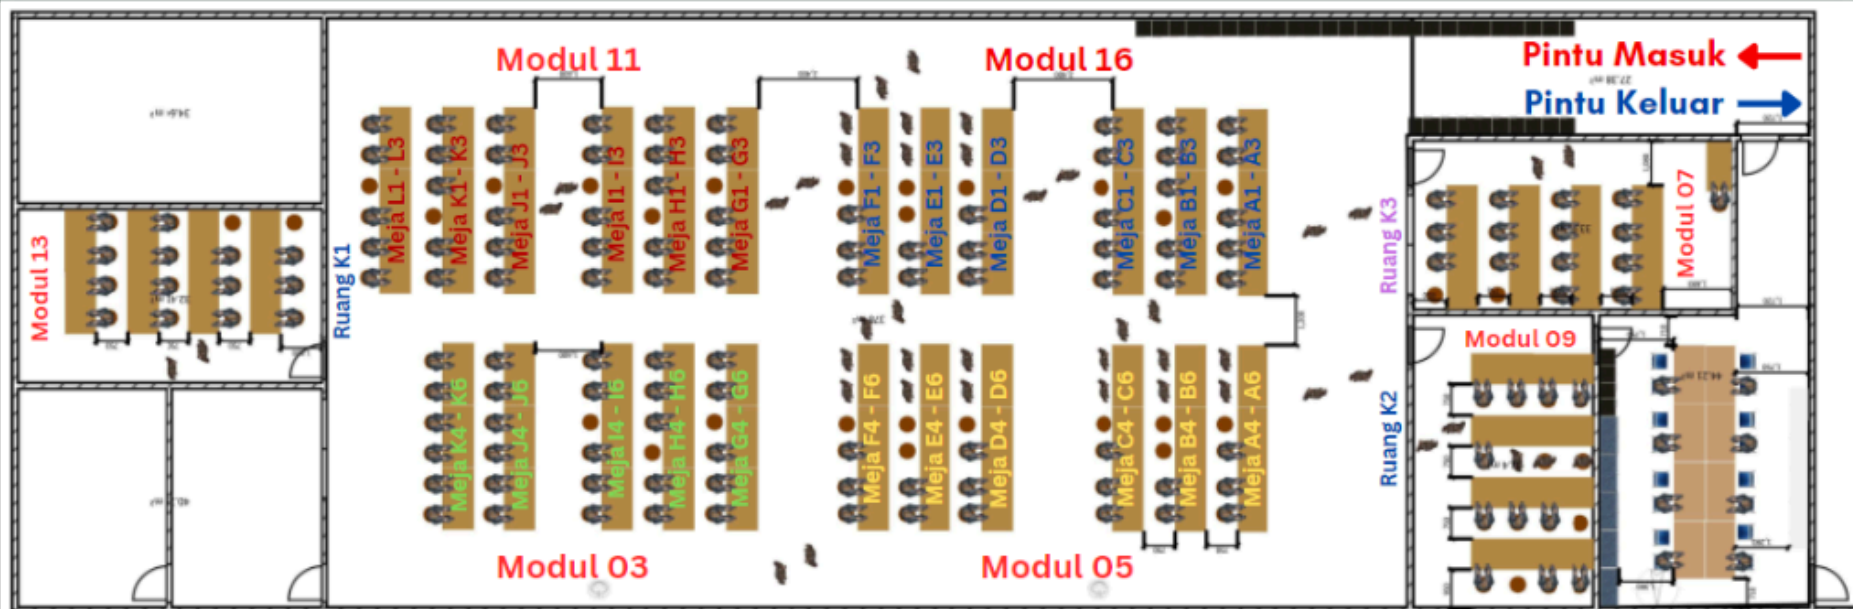 Modul 11
Modul 16
Pintu Masuk
Pintu Keluar
Meja L1 - L3
Meja K1 - K3
Meja J1 - J3
Meja I1 - I3
Meja H1 - H3
Meja G1 - G3
Meja F1 - F3
Meja E1 - E3
Meja D1 - D3
Meja C1 - C3
Meja B1 - B3
Meja A1 - A3
Modul 13
Ruang K1
Ruang K3
Modul 07
Modul 09
Ruang K2
Meja K4 - K6
Meja J4 - J6
Meja I4 - I6
Meja H4 - H6
Meja G4 - G6
Meja F4 - F6
Meja E4 - E6
Meja D4 - D6
Meja C4 - C6
Meja B4 - B6
Meja A4 - A6
Modul 03
Modul 05
44.21 m²